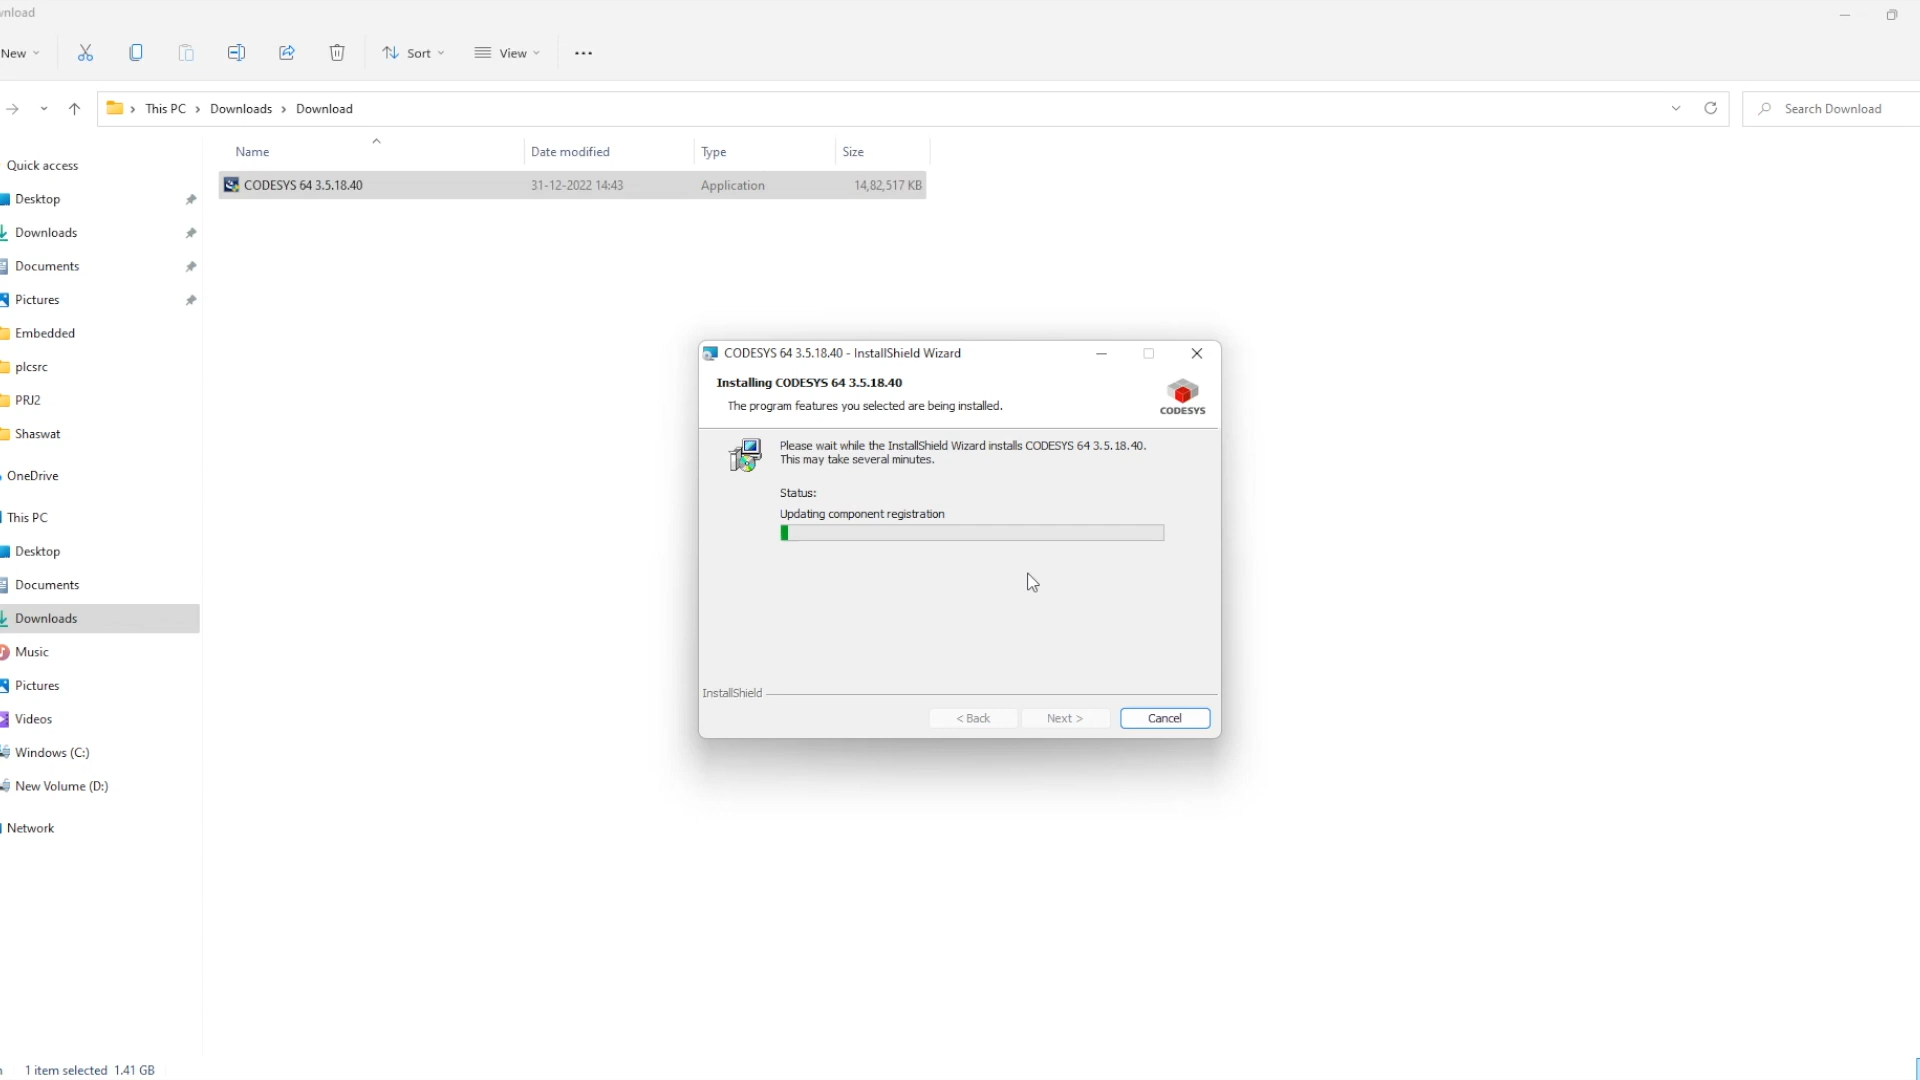 wnload
New
Sort
View
This PC > Downloads > Download
Search Download
Name
Date modified
Type
Size
CODESYS 64 3.5.18.40
31-12-2022 14:43
Application
14,82,517 KB
Quick access
Desktop
Downloads
Documents
Pictures
Embedded
plcsrc
PRJ2
Shaswat
OneDrive
This PC
Desktop
Documents
Downloads
Music
Pictures
Videos
Windows (C:)
New Volume (D:)
Network
CODESYS 64 3.5.18.40 - InstallShield Wizard
Installing CODESYS 64 3.5.18.40
The program features you selected are being installed.
CODESYS
Please wait while the InstallShield Wizard installs CODESYS 64 3.5.18.40.
This may take several minutes.
Status:
Updating component registration
InstallShield
< Back
Next >
Cancel
1 item selected 1.41 GB